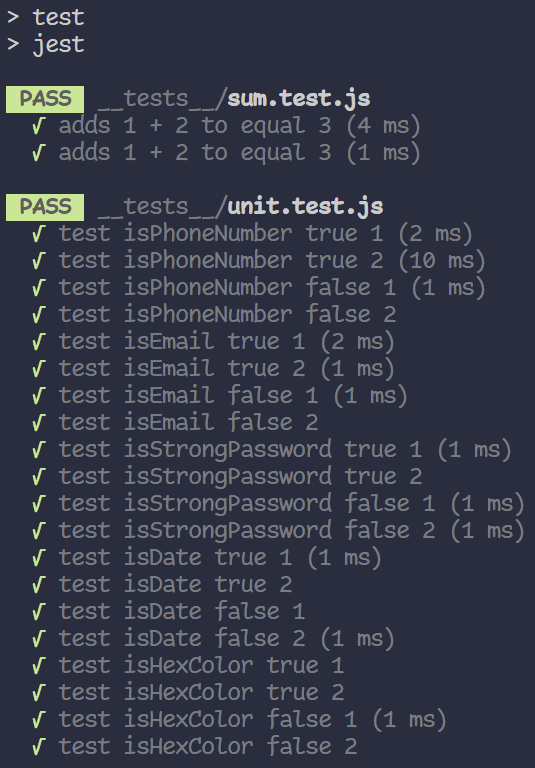 > test
> jest
PASS __tests__/sum.test.js
√ adds 1 + 2 to equal 3 (4 ms)
√ adds 1 + 2 to equal 3 (1 ms)
PASS __tests__/unit.test.js
√ test isPhoneNumber true 1 (2 ms)
√ test isPhoneNumber true 2 (10 ms)
√ test isPhoneNumber false 1 (1 ms)
√ test isPhoneNumber false 2
√ test isEmail true 1 (2 ms)
√ test isEmail true 2 (1 ms)
√ test isEmail false 1 (1 ms)
√ test isEmail false 2
√ test isStrongPassword true 1 (1 ms)
√ test isStrongPassword true 2
√ test isStrongPassword false 1 (1 ms)
√ test isStrongPassword false 2 (1 ms)
√ test isDate true 1 (1 ms)
√ test isDate true 2
√ test isDate false 1
√ test isDate false 2 (1 ms)
√ test isHexColor true 1
√ test isHexColor true 2
√ test isHexColor false 1 (1 ms)
√ test isHexColor false 2